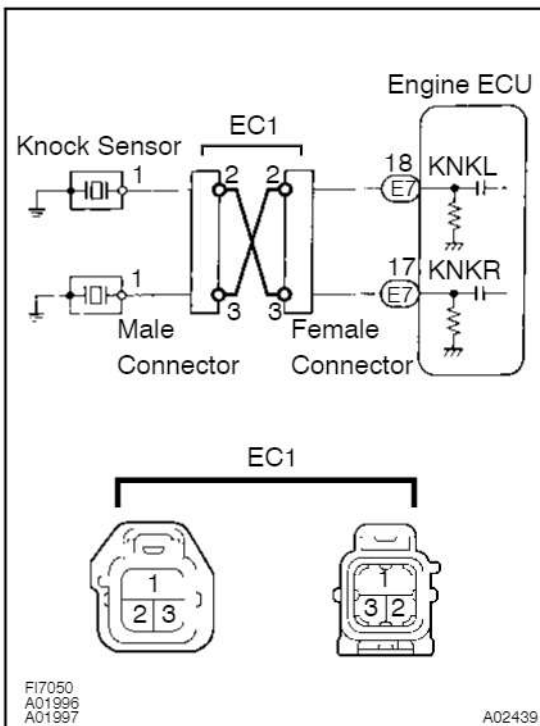 Engine ECU
EC1
Knock Sensor
1 2 2 18 KNKL
E7
17 KNKR
1 3 3 E7
Male Female
Connector Connector
EC1
1 1
2 3 3 2
FI7050
A01996
A01997 A02439